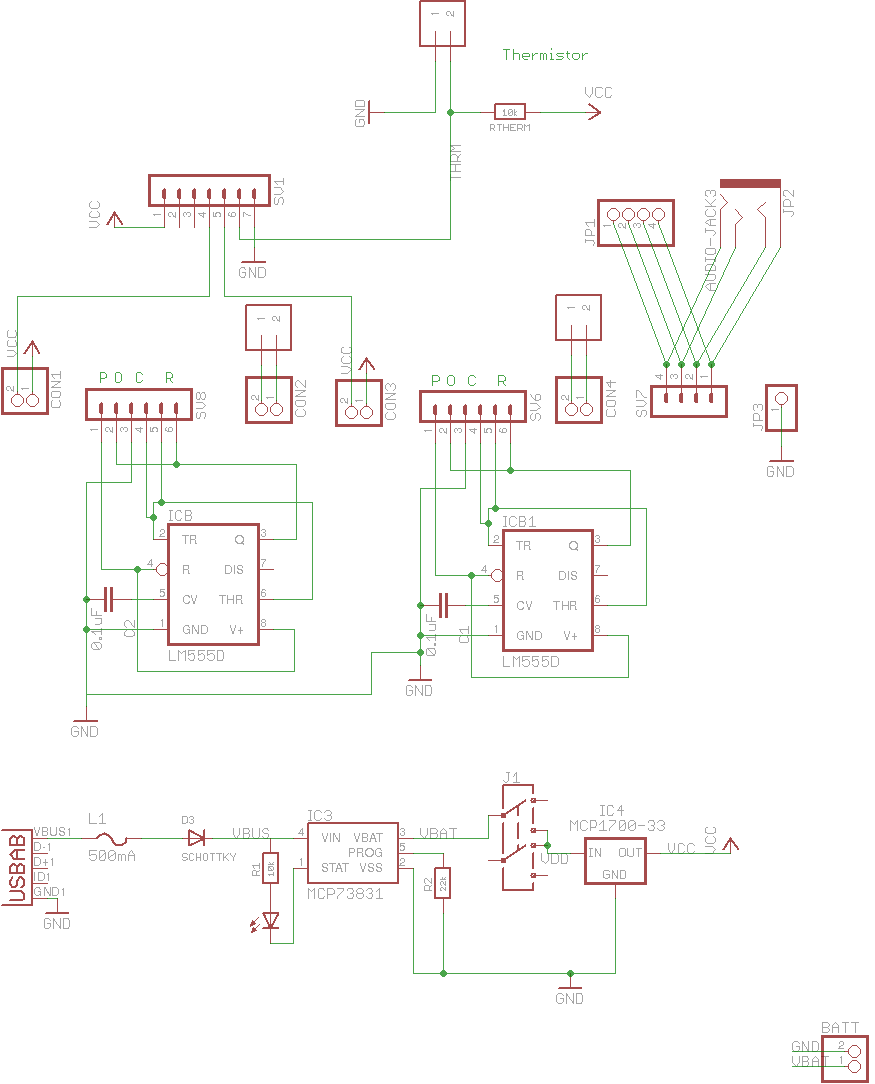 1 2
Thermistor
VCC
GND
10k
RTHERM
THRM
SV1
1 2 3 4 5 6 7
VCC
GND
JP1
1 2 3 4
AUDIO-JACK3
JP2
VCC
2 1
CON1
P O C R
SV8
1 2 3 4 5 6
1 2
2 1
CON2
VCC
2 1
CON3
P O C R
SV6
1 2 3 4 5 6
1 2
2 1
CON4
4 3 2 1
SV7
1
JP3
GND
ICB
2 TR Q 3
4 R DIS 7
5 CV THR 6
1 GND V+ 8
LM555D
0.1uF
C2
GND
ICB1
2 TR Q 3
4 R DIS 7
5 CV THR 6
1 GND V+ 8
LM555D
0.1uF
C1
GND
USBAB
VBUS1
D-1
D+1
ID1
GND1
GND
L1
500mA
D3
SCHOTTKY
VBUS
R1
10k
IC3
4 VIN VBAT 3
PROG 5
1 STAT VSS 2
MCP73831
VBAT
R2
22k
J1
VDD
IC4
MCP1700-33
IN OUT
GND
VCC
VCC
GND
BATT
GND 2
VBAT 1